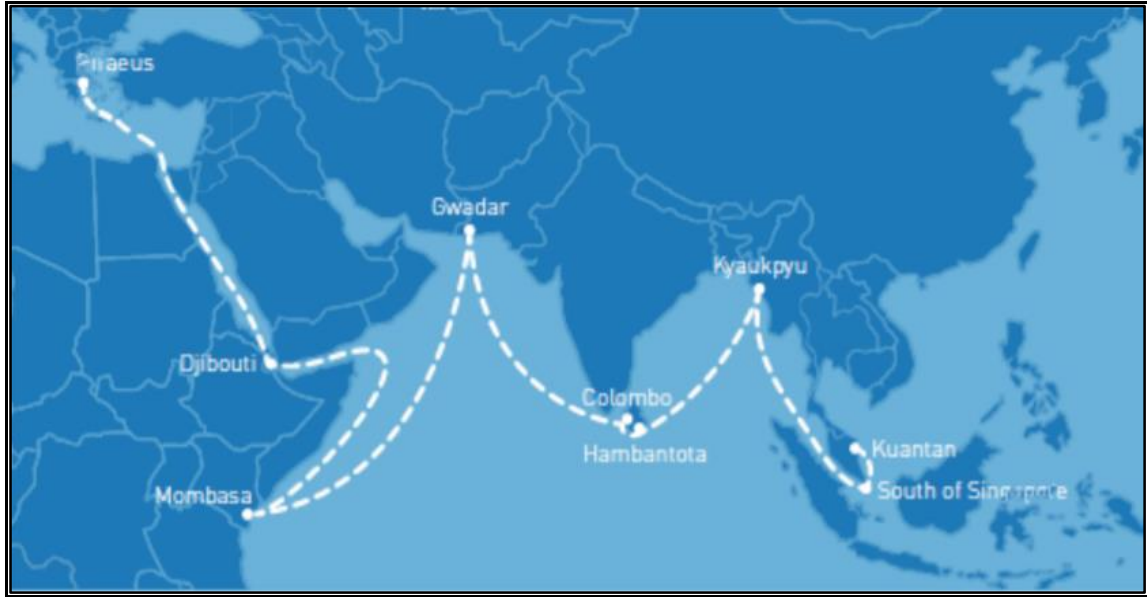 Piraeus
Gwadar
Kyaukpyu
Djibouti
Colombo
Hambantota
Kuantan
South of Singapore
Mombasa